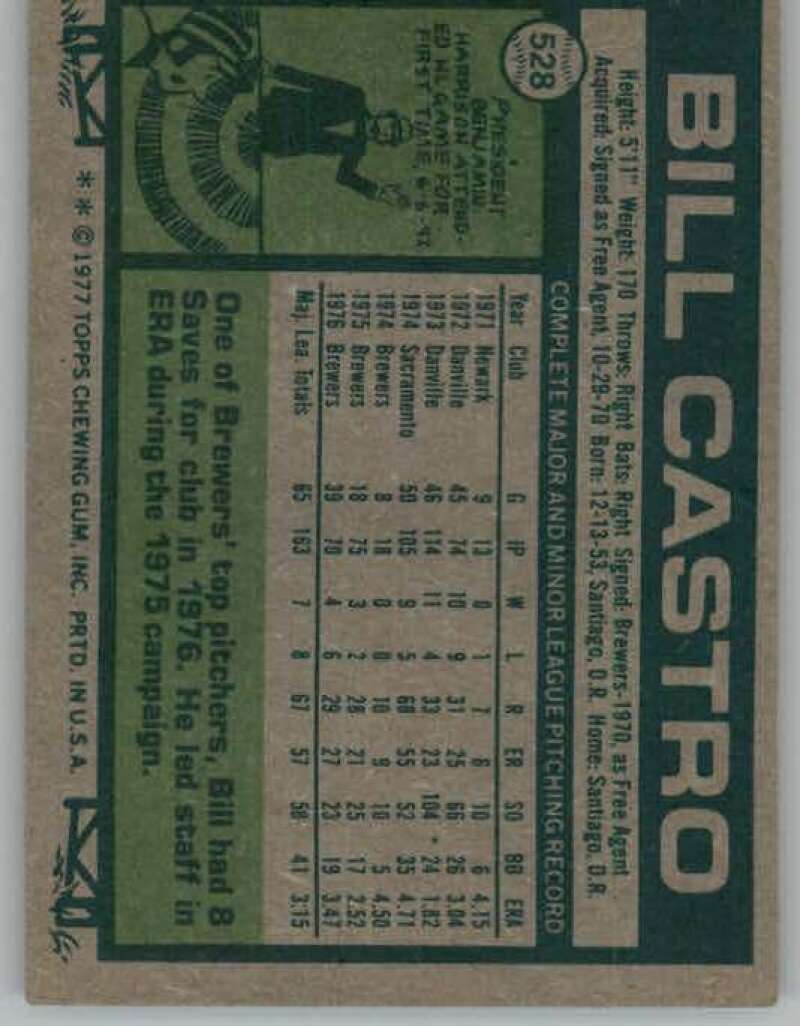 BILL CASTRO
528
Height: 5'11" Weight: 170 Throws: Right Bats: Right Signed: Brewers-1970, as Free Agent
Acquired: Signed as Free Agent, 10-29-70 Born: 12-13-53, Santiago, D.R. Home: Santiago, D.R.
PRESIDENT
BENJAMIN
HARRISON ATTEND-
ED ML GAME FOR
FIRST TIME, 6/6/92.
COMPLETE MAJOR AND MINOR LEAGUE PITCHING RECORD
Year Club G IP W L R ER SO BB ERA
1971 Newark 9 13 0 1 7 6 10 6 4.15
1972 Danville 45 74 10 9 31 25 66 26 3.04
1973 Danville 46 114 11 4 33 23 104 * 24 1.82
1974 Sacramento 50 105 9 5 68 55 52 35 4.71
1974 Brewers 8 18 0 0 10 9 10 5 4.50
1975 Brewers 18 75 3 2 28 21 25 17 2.52
1976 Brewers 39 70 4 6 29 27 23 19 3.47
Maj. Lea. Totals 65 163 7 8 67 57 58 41 3.15
One of Brewers' top pitchers, Bill had 8
Saves for club in 1976. He led staff in
ERA during the 1975 campaign.
* * © 1977 TOPPS CHEWING GUM, INC. PRTD. IN U.S.A.